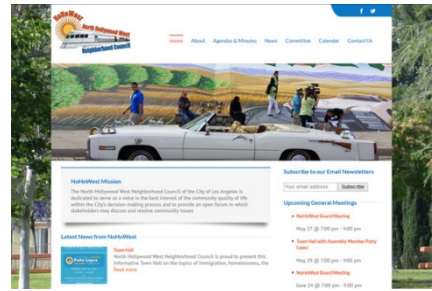 NoHoWest
North Hollywood West
Neighborhood Council
Home About Agendas & Minutes News Committee Calendar Contact Us
NoHoWest Mission
The North Hollywood West Neighborhood Council of the City of Los Angeles is
dedicated to serve as a voice in the best interest of the community quality of life
within the City's decision-making process and to provide an open forum in which
stakeholders may discuss and resolve community issues
Latest News from NoHoWest
Town Hall
North Hollywood West Neighborhood Council is proud to present this
informative Town Hall on the topics of immigration, homelessness, the
Read more
Subscribe to our Email Newsletters
Your email address Subscribe
Upcoming General Meetings
NoHoWest Board Meeting
May 27 @ 7:00 pm - 9:00 pm
Town Hall with Assembly Member Patty
Lopez
May 29 @ 7:00 pm - 9:00 pm
NoHoWest Board Meeting
June 24 @ 7:00 pm - 9:00 pm